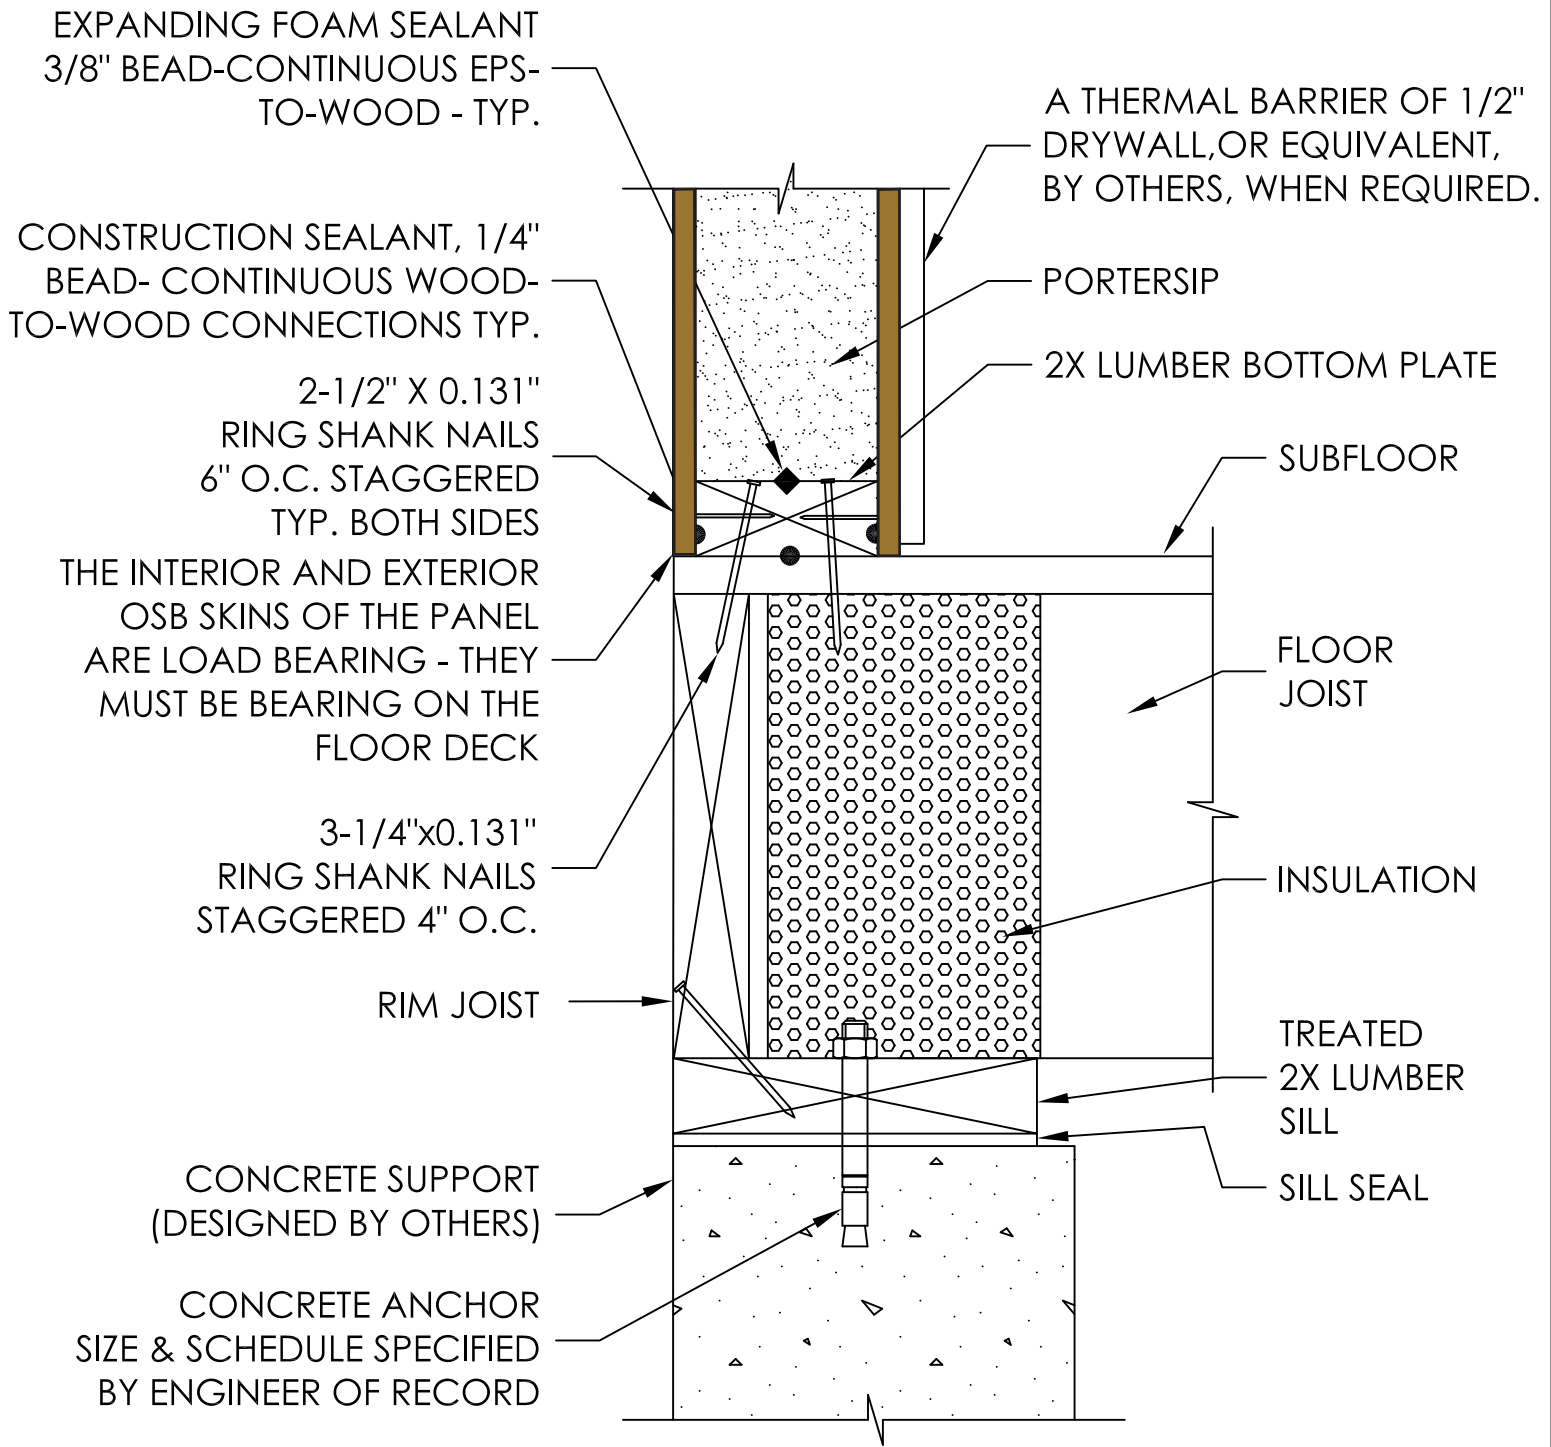 EXPANDING FOAM SEALANT
3/8" BEAD-CONTINUOUS EPS-
TO-WOOD - TYP.
CONSTRUCTION SEALANT, 1/4"
BEAD- CONTINUOUS WOOD-
TO-WOOD CONNECTIONS TYP.
2-1/2" X 0.131"
RING SHANK NAILS
6" O.C. STAGGERED
TYP. BOTH SIDES
THE INTERIOR AND EXTERIOR
OSB SKINS OF THE PANEL
ARE LOAD BEARING - THEY
MUST BE BEARING ON THE
FLOOR DECK
3-1/4"x0.131"
RING SHANK NAILS
STAGGERED 4" O.C.
RIM JOIST
CONCRETE SUPPORT
(DESIGNED BY OTHERS)
CONCRETE ANCHOR
SIZE & SCHEDULE SPECIFIED
BY ENGINEER OF RECORD
A THERMAL BARRIER OF 1/2"
DRYWALL,OR EQUIVALENT,
BY OTHERS, WHEN REQUIRED.
PORTERSIP
2X LUMBER BOTTOM PLATE
SUBFLOOR
FLOOR
JOIST
INSULATION
TREATED
2X LUMBER
SILL
SILL SEAL